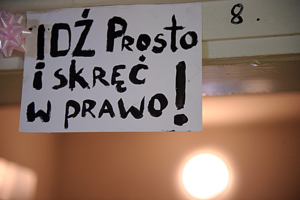 8.
IDŹ PROSTO
I SKRĘĆ
W PRAWO!